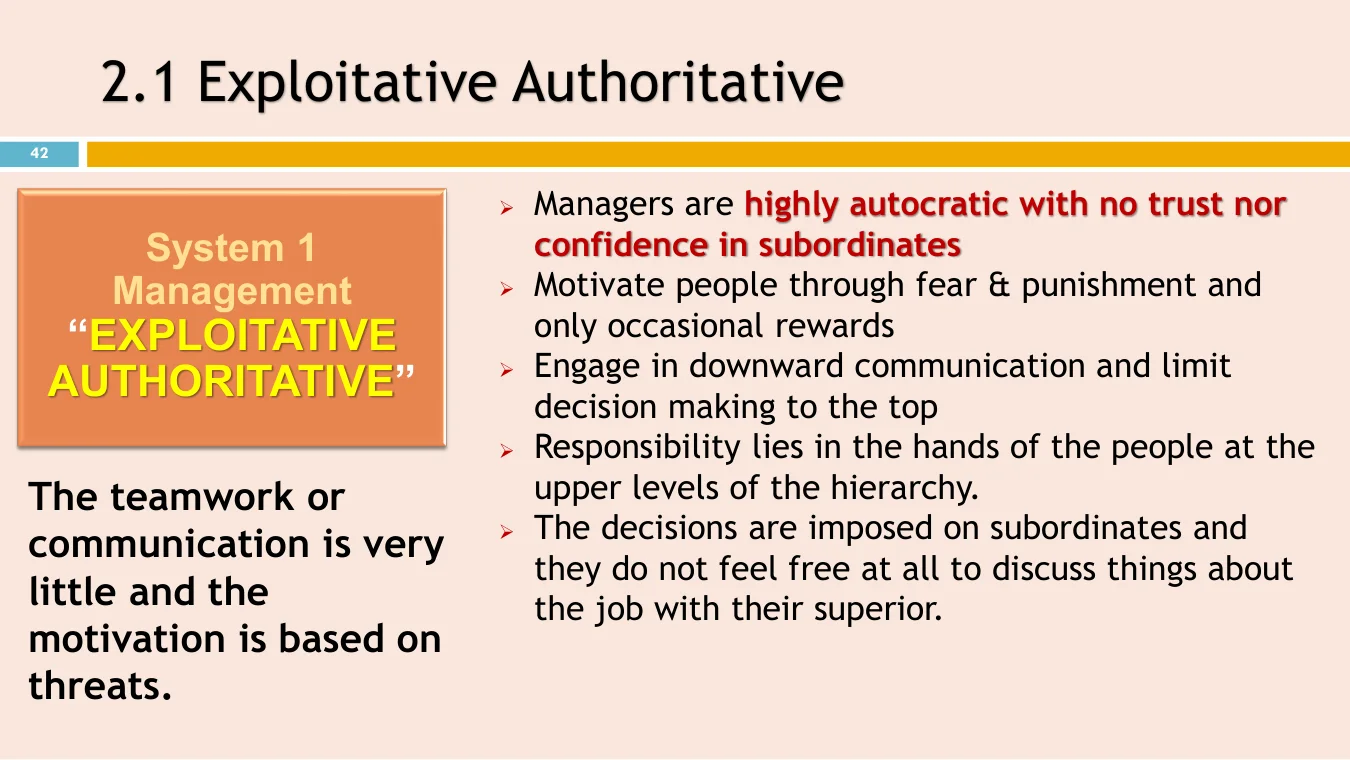 2.1 Exploitative Authoritative
42
System 1
Management
“EXPLOITATIVE
AUTHORITATIVE”
The teamwork or
communication is very
little and the
motivation is based on
threats.
➢ Managers are highly autocratic with no trust nor
confidence in subordinates
➢ Motivate people through fear & punishment and
only occasional rewards
➢ Engage in downward communication and limit
decision making to the top
➢ Responsibility lies in the hands of the people at the
upper levels of the hierarchy.
➢ The decisions are imposed on subordinates and
they do not feel free at all to discuss things about
the job with their superior.